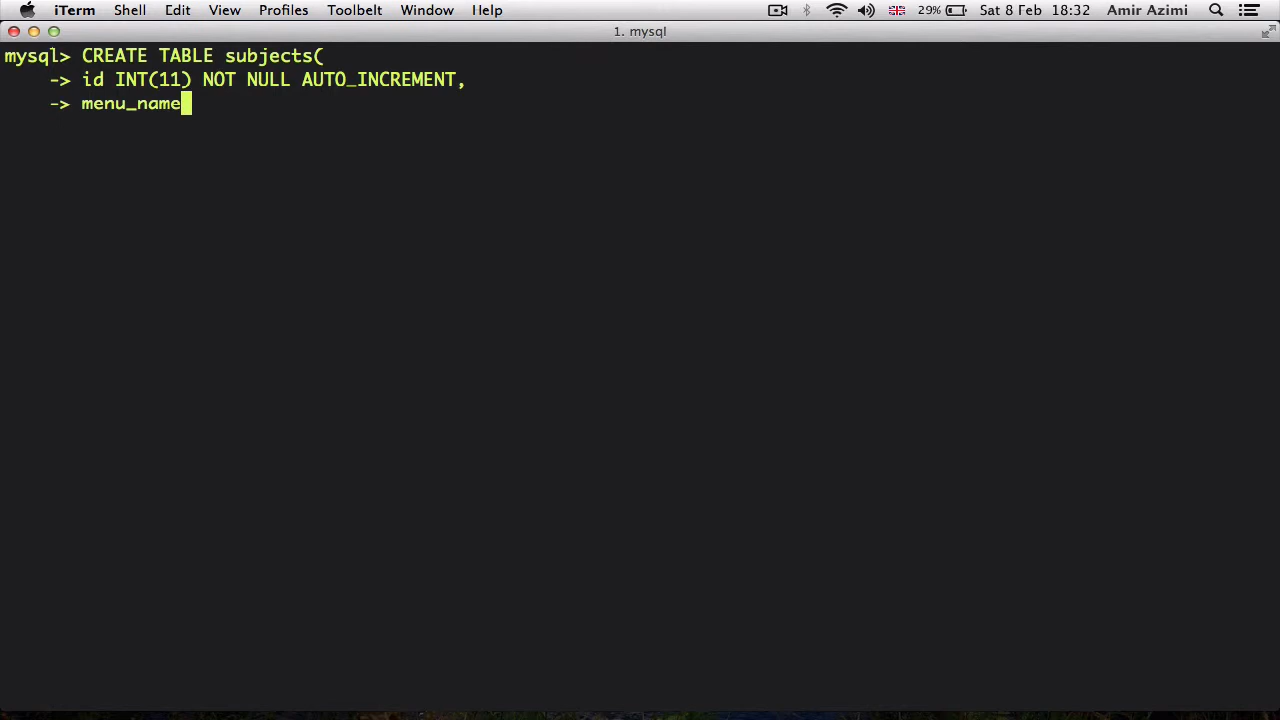 iTerm Shell Edit View Profiles Toolbelt Window Help 29% Sat 8 Feb 18:32 Amir Azimi
1. mysql
mysql> CREATE TABLE subjects(
-> id INT(11) NOT NULL AUTO_INCREMENT,
-> menu_name